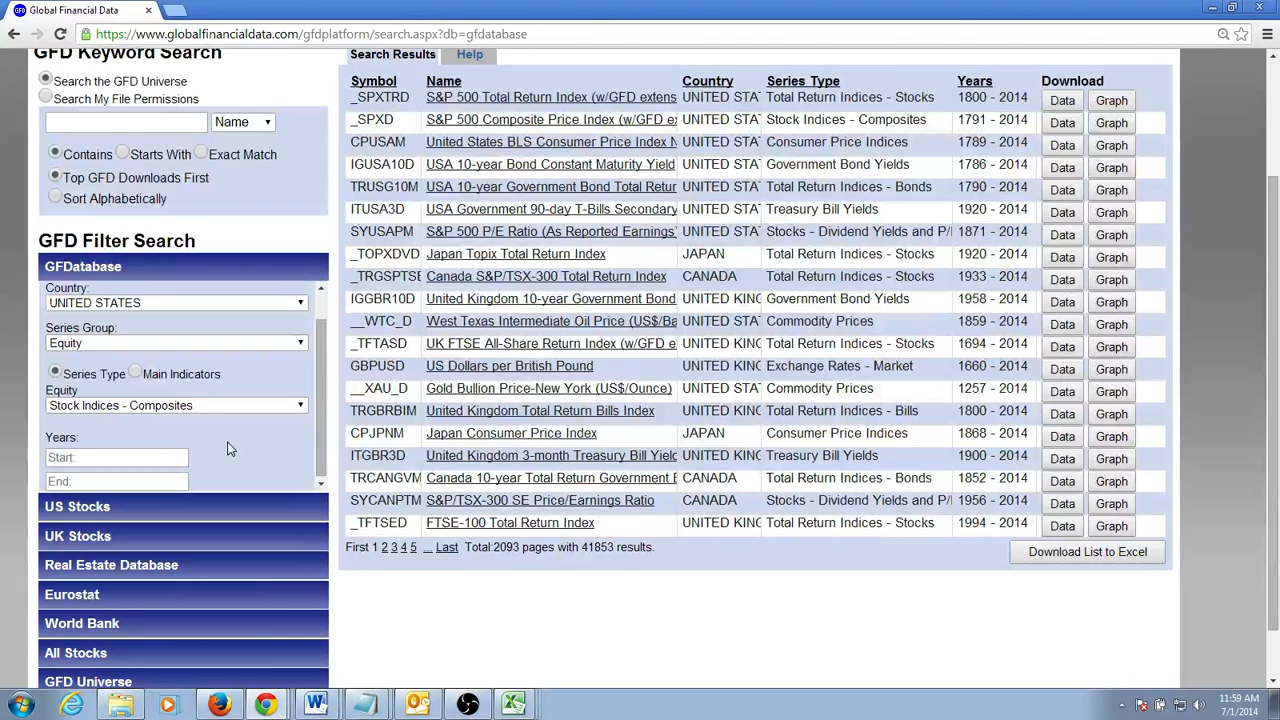 Global Financial Data
https://www.globalfinancialdata.com/gfdplatform/search.aspx?db=gfdatabase
GFD Keyword Search
Search the GFD Universe
Search My File Permissions
Name
Contains Starts With Exact Match
Top GFD Downloads First
Sort Alphabetically
GFD Filter Search
GFDatabase
Country:
UNITED STATES
Series Group:
Equity
Series Type Main Indicators
Equity
Stock Indices - Composites
Years:
Start:
End:
US Stocks
UK Stocks
Real Estate Database
Eurostat
World Bank
All Stocks
GFD Universe
Search Results Help
Symbol Name Country Series Type Years Download
_SPXTRD S&P 500 Total Return Index (w/GFD extens UNITED STAT Total Return Indices - Stocks 1800 - 2014 Data Graph
_SPXD S&P 500 Composite Price Index (w/GFD ex UNITED STAT Stock Indices - Composites 1791 - 2014 Data Graph
CPUSAM United States BLS Consumer Price Index N UNITED STAT Consumer Price Indices 1789 - 2014 Data Graph
IGUSA10D USA 10-year Bond Constant Maturity Yield UNITED STAT Government Bond Yields 1786 - 2014 Data Graph
TRUSG10M USA 10-year Government Bond Total Retur UNITED STAT Total Return Indices - Bonds 1790 - 2014 Data Graph
ITUSA3D USA Government 90-day T-Bills Secondary UNITED STAT Treasury Bill Yields 1920 - 2014 Data Graph
SYUSAPM S&P 500 P/E Ratio (As Reported Earnings) UNITED STAT Stocks - Dividend Yields and P/ 1871 - 2014 Data Graph
_TOPXDVD Japan Topix Total Return Index JAPAN Total Return Indices - Stocks 1920 - 2014 Data Graph
_TRGSPTSE Canada S&P/TSX-300 Total Return Index CANADA Total Return Indices - Stocks 1933 - 2014 Data Graph
IGGBR10D United Kingdom 10-year Government Bond UNITED KING Government Bond Yields 1958 - 2014 Data Graph
__WTC_D West Texas Intermediate Oil Price (US$/Ba UNITED STAT Commodity Prices 1859 - 2014 Data Graph
_TFTASD UK FTSE All-Share Return Index (w/GFD e UNITED KING Total Return Indices - Stocks 1694 - 2014 Data Graph
GBPUSD US Dollars per British Pound UNITED KING Exchange Rates - Market 1660 - 2014 Data Graph
__XAU_D Gold Bullion Price-New York (US$/Ounce) UNITED STAT Commodity Prices 1257 - 2014 Data Graph
TRGBRBIM United Kingdom Total Return Bills Index UNITED KING Total Return Indices - Bills 1800 - 2014 Data Graph
CPJPNM Japan Consumer Price Index JAPAN Consumer Price Indices 1868 - 2014 Data Graph
ITGBR3D United Kingdom 3-month Treasury Bill Yielc UNITED KING Treasury Bill Yields 1900 - 2014 Data Graph
TRCANGVM Canada 10-year Total Return Government B CANADA Total Return Indices - Bonds 1852 - 2014 Data Graph
SYCANPTM S&P/TSX-300 SE Price/Earnings Ratio CANADA Stocks - Dividend Yields and P/ 1956 - 2014 Data Graph
_TFTSED FTSE-100 Total Return Index UNITED KING Total Return Indices - Stocks 1994 - 2014 Data Graph
First 1 2 3 4 5 ... Last Total:2093 pages with 41853 results.
Download List to Excel
11:59 AM
7/1/2014